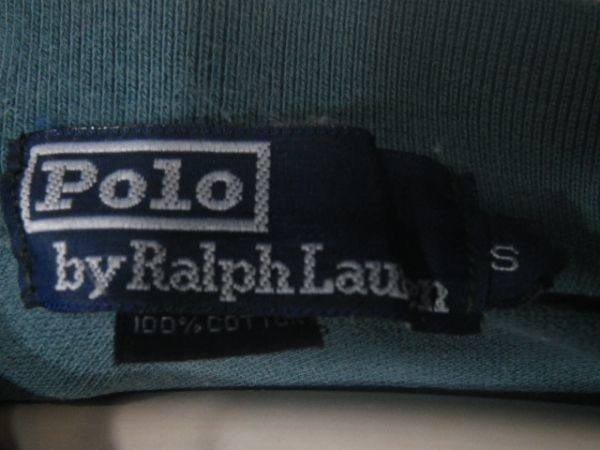 Polo
by Ralph Lauren
S
100% COTTON